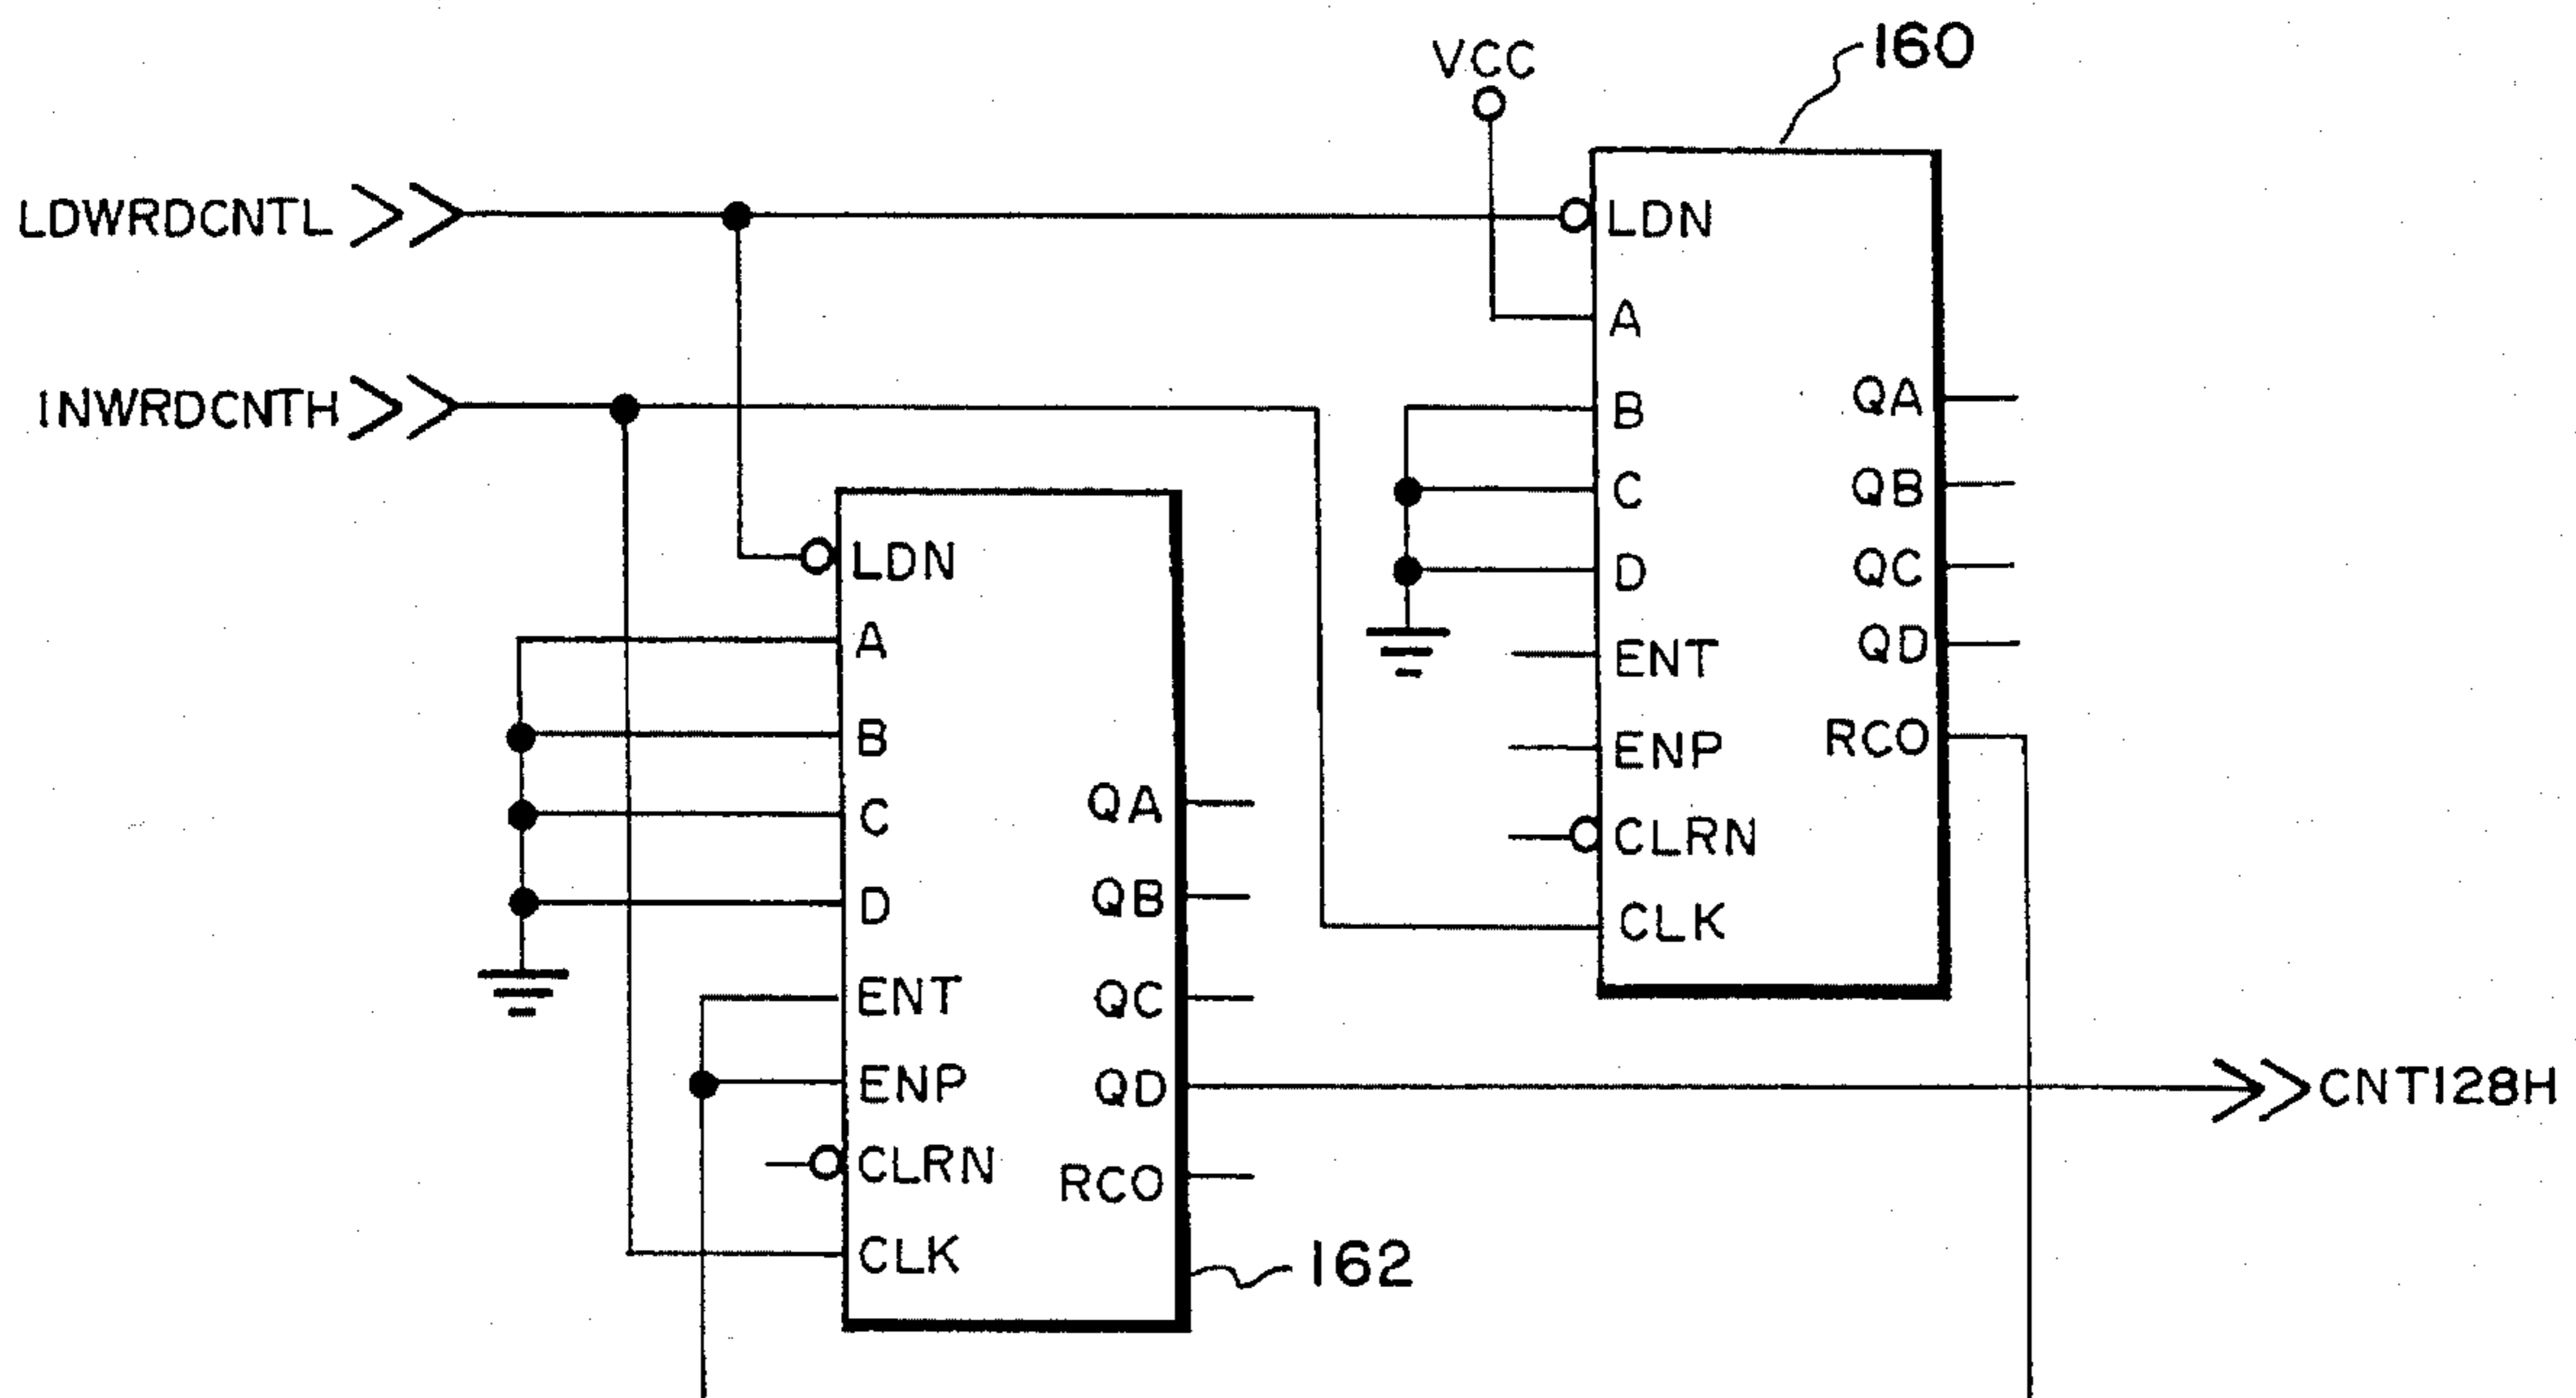 VCC
160
LDWRDCNTL
INWRDCNTH
LDN
A
B
C
D
ENT
ENP
CLRN
CLK
QA
QB
QC
QD
RCO
LDN
A
B
C
D
ENT
ENP
CLRN
CLK
QA
QB
QC
QD
RCO
CNT128H
162